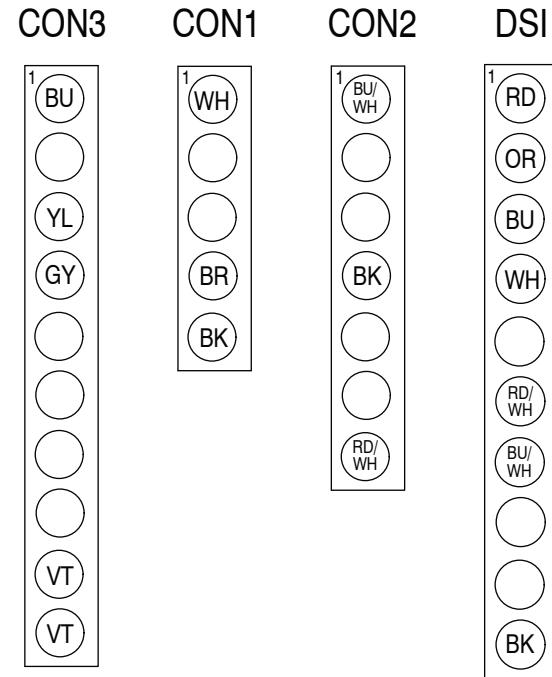 CON3 CON1 CON2 DSI
1
BU
YL
GY
VT
VT
1
WH
BR
BK
1
BU/
WH
BK
RD/
WH
1
RD
OR
BU
WH
RD/
WH
BU/
WH
BK